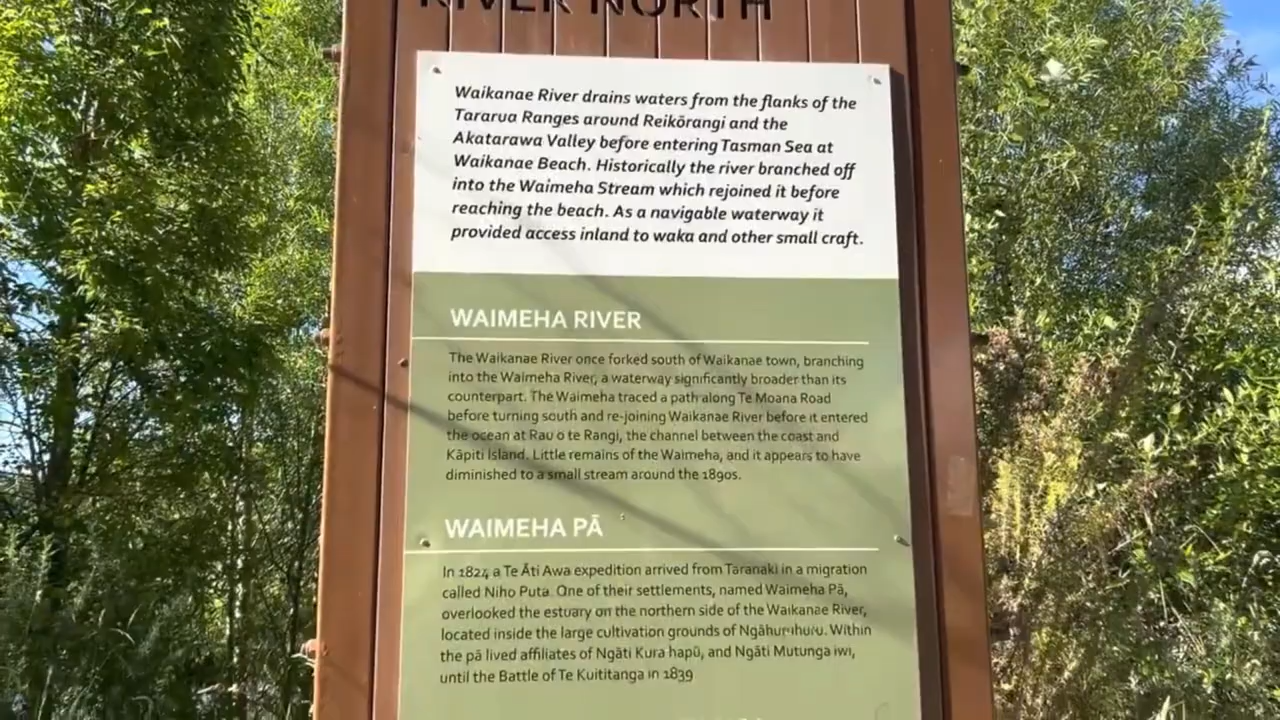 RIVER NORTH
Waikanae River drains waters from the flanks of the
Tararua Ranges around Reikōrangi and the
Akatarawa Valley before entering Tasman Sea at
Waikanae Beach. Historically the river branched off
into the Waimeha Stream which rejoined it before
reaching the beach. As a navigable waterway it
provided access inland to waka and other small craft.
WAIMEHA RIVER
The Waikanae River once forked south of Waikanae town, branching
into the Waimeha River, a waterway significantly broader than its
counterpart. The Waimeha traced a path along Te Moana Road
before turning south and re-joining Waikanae River before it entered
the ocean at Rau o te Rangi, the channel between the coast and
Kāpiti Island. Little remains of the Waimeha, and it appears to have
diminished to a small stream around the 1890s.
WAIMEHA PĀ
In 1824 a Te Āti Awa expedition arrived from Taranaki in a migration
called Niho Puta. One of their settlements, named Waimeha Pā,
overlooked the estuary on the northern side of the Waikanae River,
located inside the large cultivation grounds of Ngāhuruhuru. Within
the pā lived affiliates of Ngāti Kura hapū, and Ngāti Mutunga iwi,
until the Battle of Te Kuititanga in 1839